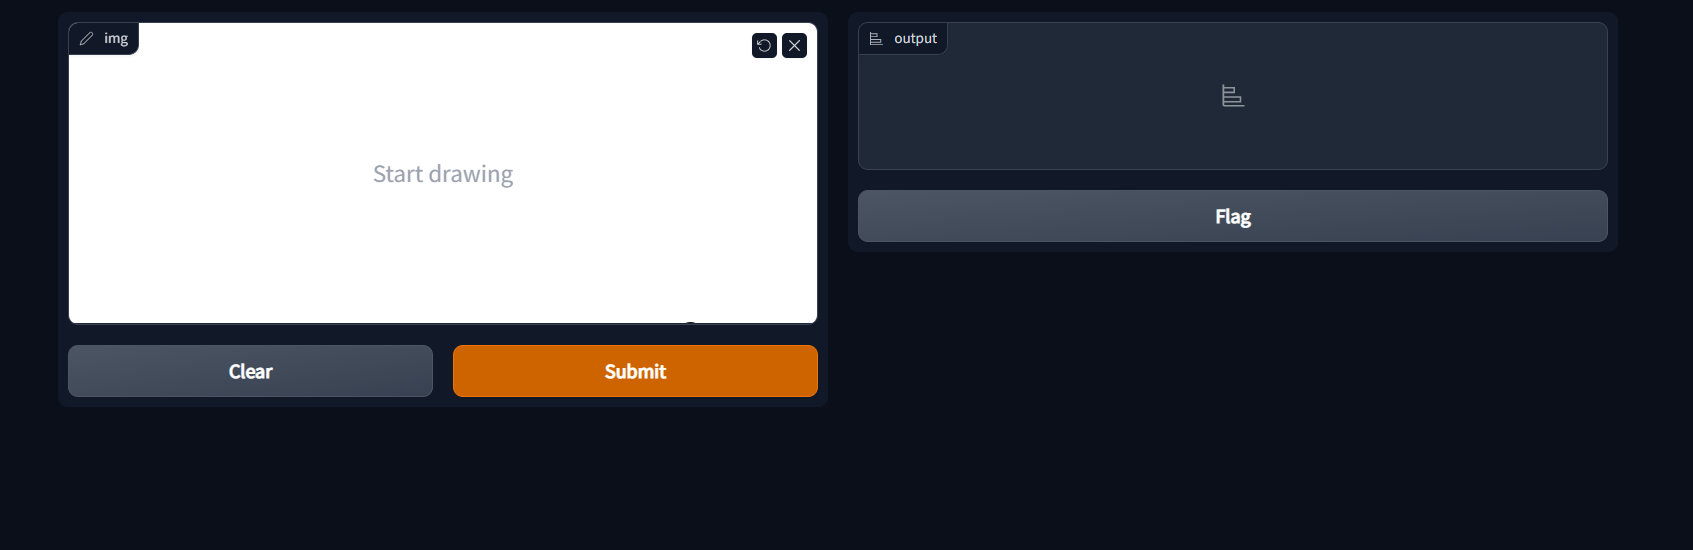 img
Start drawing
Clear
Submit
output
Flag